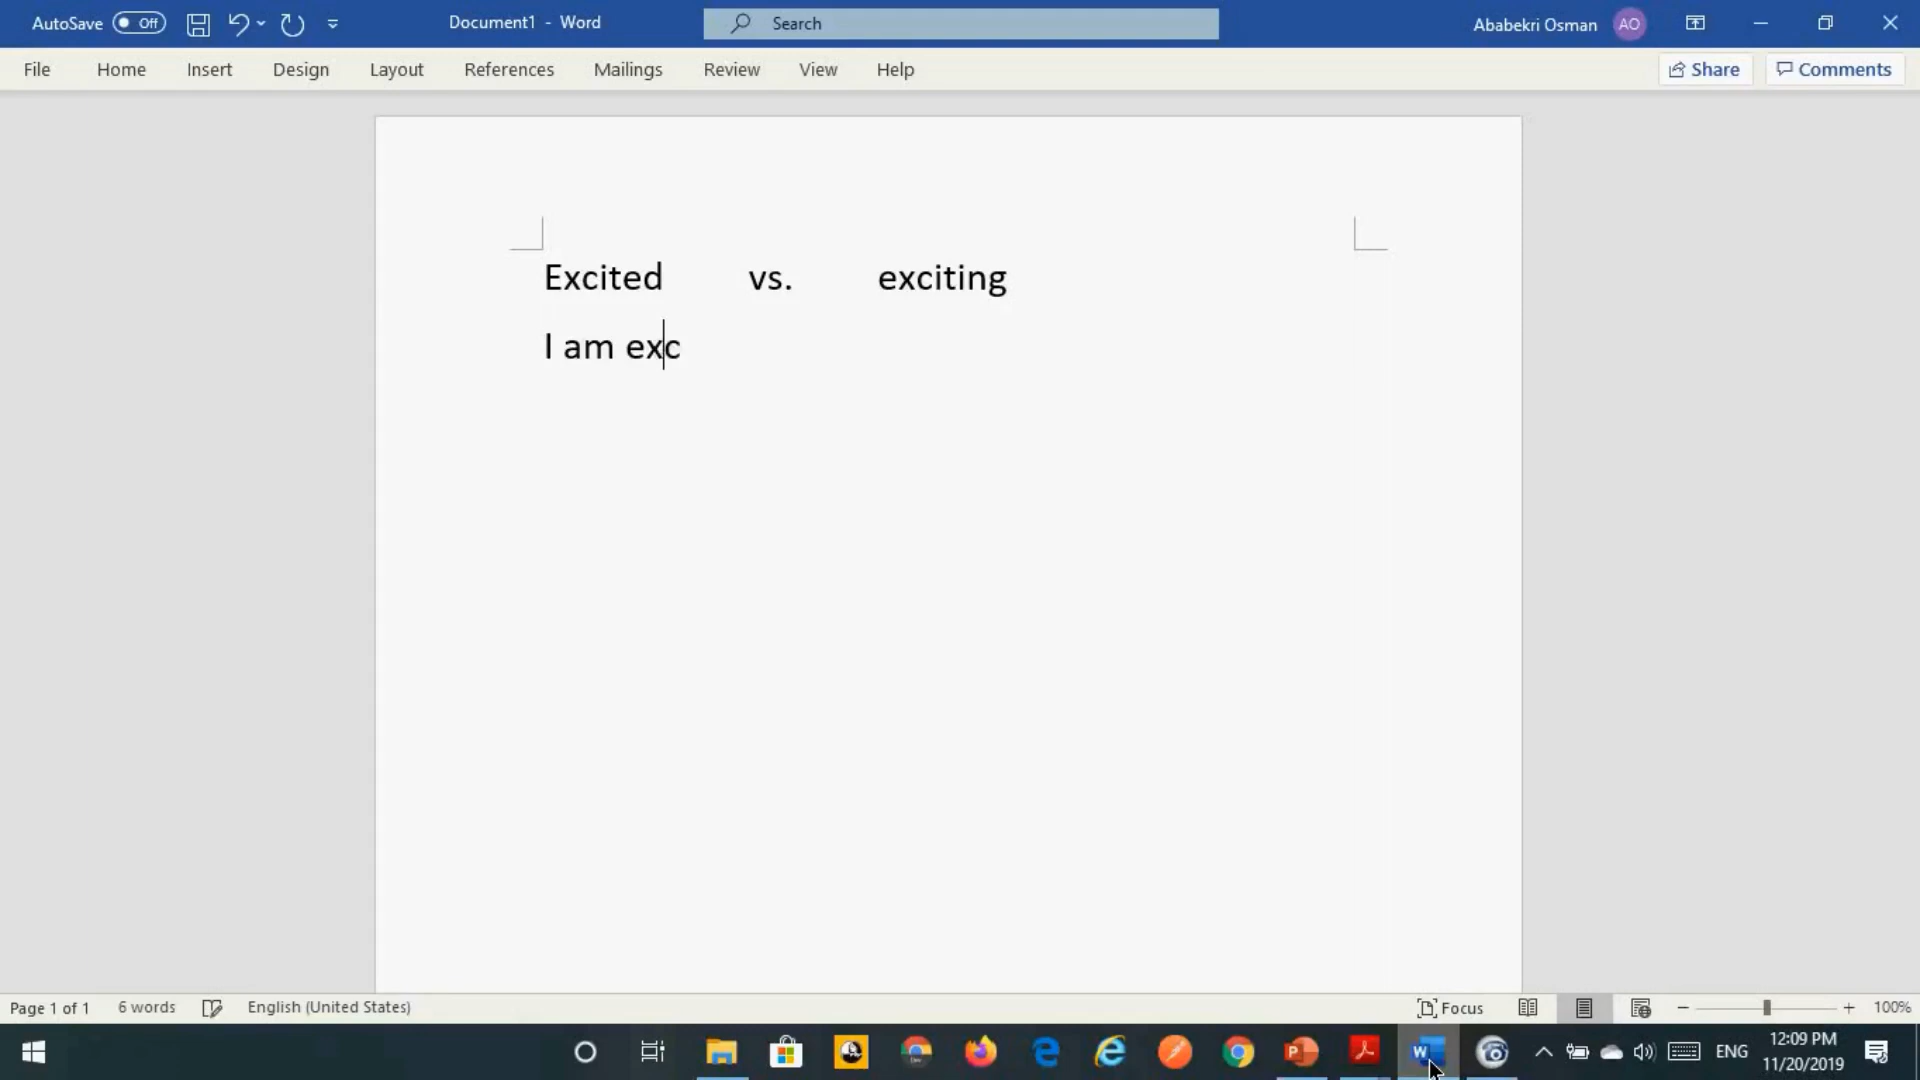 AutoSave Off Document1 - Word Search Ababekri Osman AO
File Home Insert Design Layout References Mailings Review View Help Share Comments
Excited vs. exciting
I am exc
Page 1 of 1 6 words English (United States) Focus 100%
ENG 12:09 PM
11/20/2019